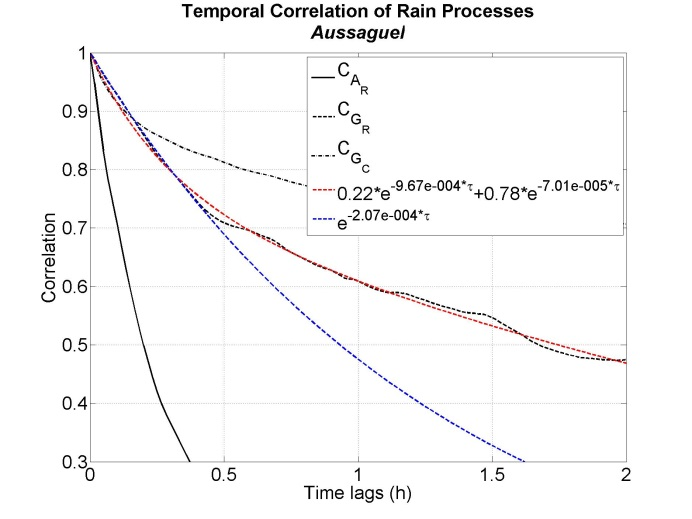 Temporal Correlation of Rain Processes
Aussaguel
1
0.9
0.8
0.7
0.6
0.5
0.4
0.3
Correlation
C_{A_R}
C_{G_R}
C_{G_C}
0.22*e^{-9.67e-004*τ}+0.78*e^{-7.01e-005*τ}
e^{-2.07e-004*τ}
0 0.5 1 1.5 2
Time lags (h)